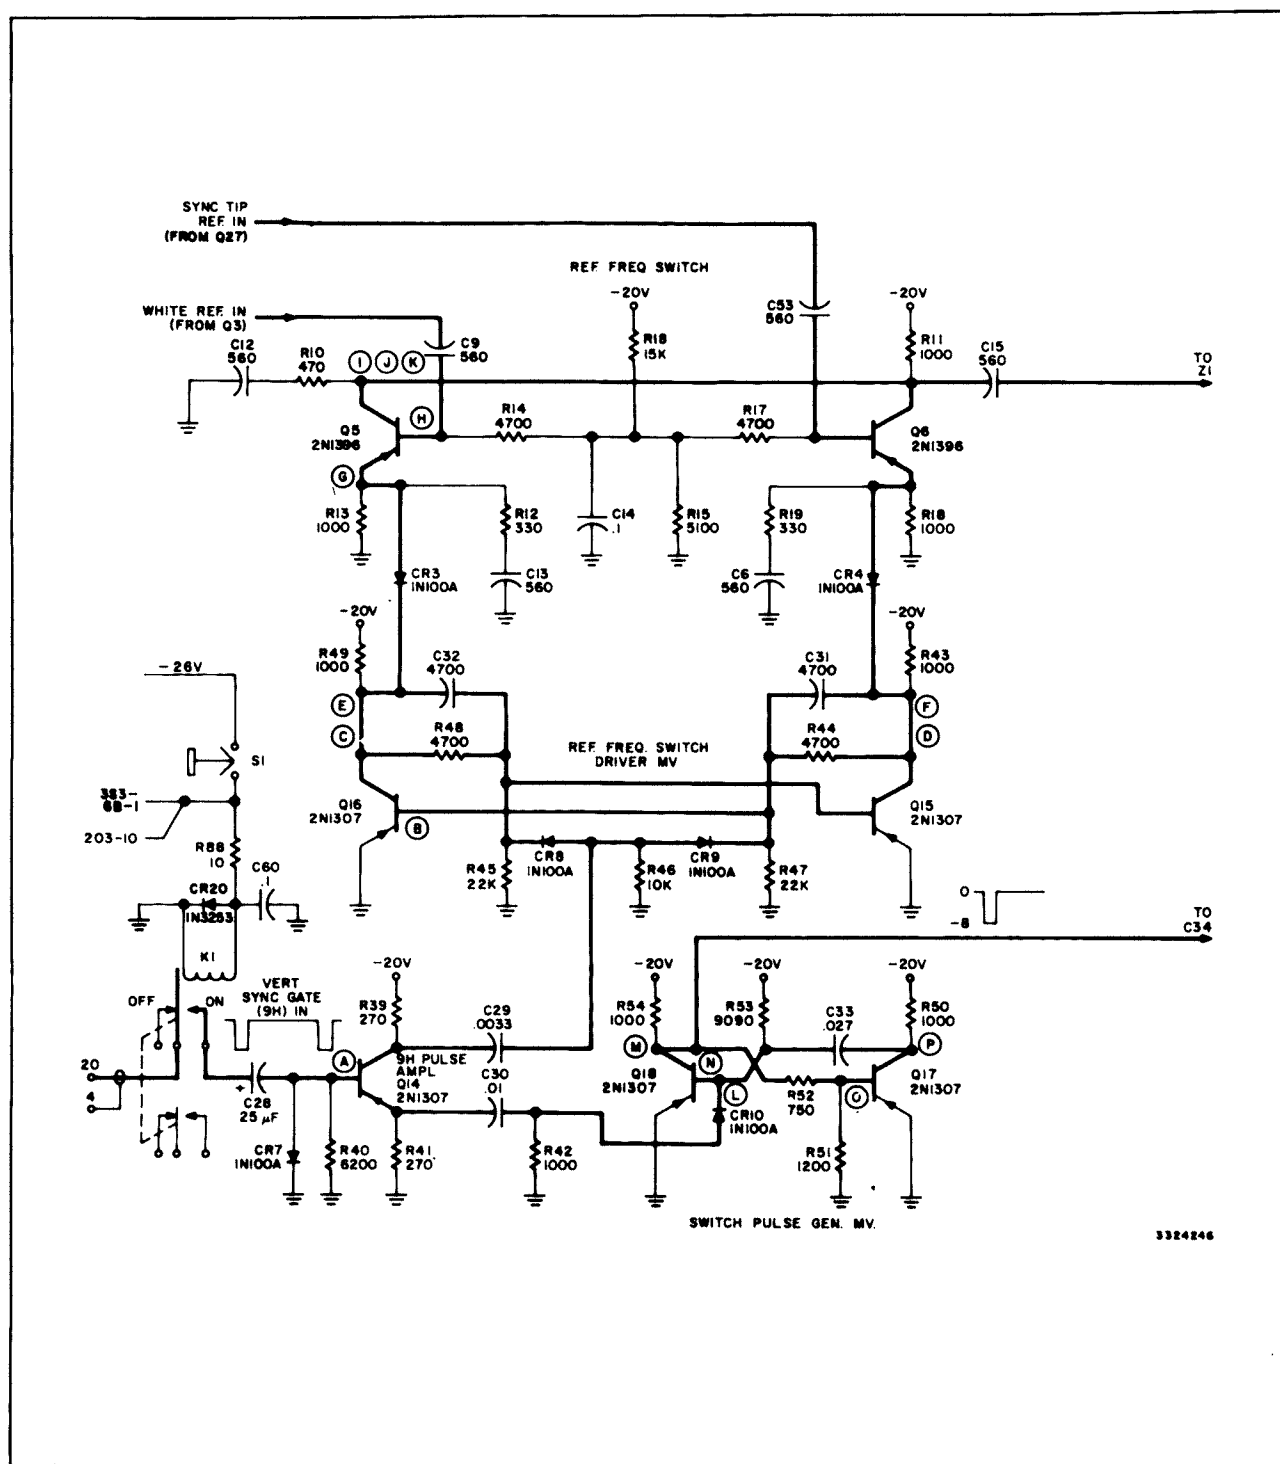 SYNC TIP
REF. IN
(FROM Q27)
REF. FREQ SWITCH
-20V
-20V
WHITE REF. IN
(FROM Q3)
C53
560
R18
15K
R11
1000
C12
560
R10
470
I
J
K
C9
560
C15
560
TO
Z1
H
R14
4700
R17
4700
Q5
2N1396
Q6
2N1396
G
R13
1000
R12
330
C14
.1
R15
5100
R19
330
R18
1000
CR3
1N100A
C13
560
C6
560
CR4
1N100A
-20V
-20V
R49
1000
C32
4700
C31
4700
R43
1000
-26V
E
F
C
R48
4700
REF. FREQ. SWITCH
DRIVER MV
R44
4700
D
S1
3S3-
6B-1
Q16
2N1307
B
Q15
2N1307
203-10
R88
10
C60
.1
CR8
1N100A
CR9
1N100A
R45
22K
R46
10K
R47
22K
CR20
1N3253
0
-8
TO
C34
K1
OFF
ON
VERT
SYNC GATE
(9H) IN
-20V
-20V
-20V
-20V
R39
270
C29
.0033
R54
1000
R53
9090
C33
.027
R50
1000
A
9H PULSE
AMPL
Q14
2N1307
M
N
P
20
4
C30
.01
Q18
2N1307
L
R52
750
O
Q17
2N1307
+
C28
25 µF
CR10
1N100A
CR7
1N100A
R40
6200
R41
270
R42
1000
R51
1200
SWITCH PULSE GEN. MV.
3324246